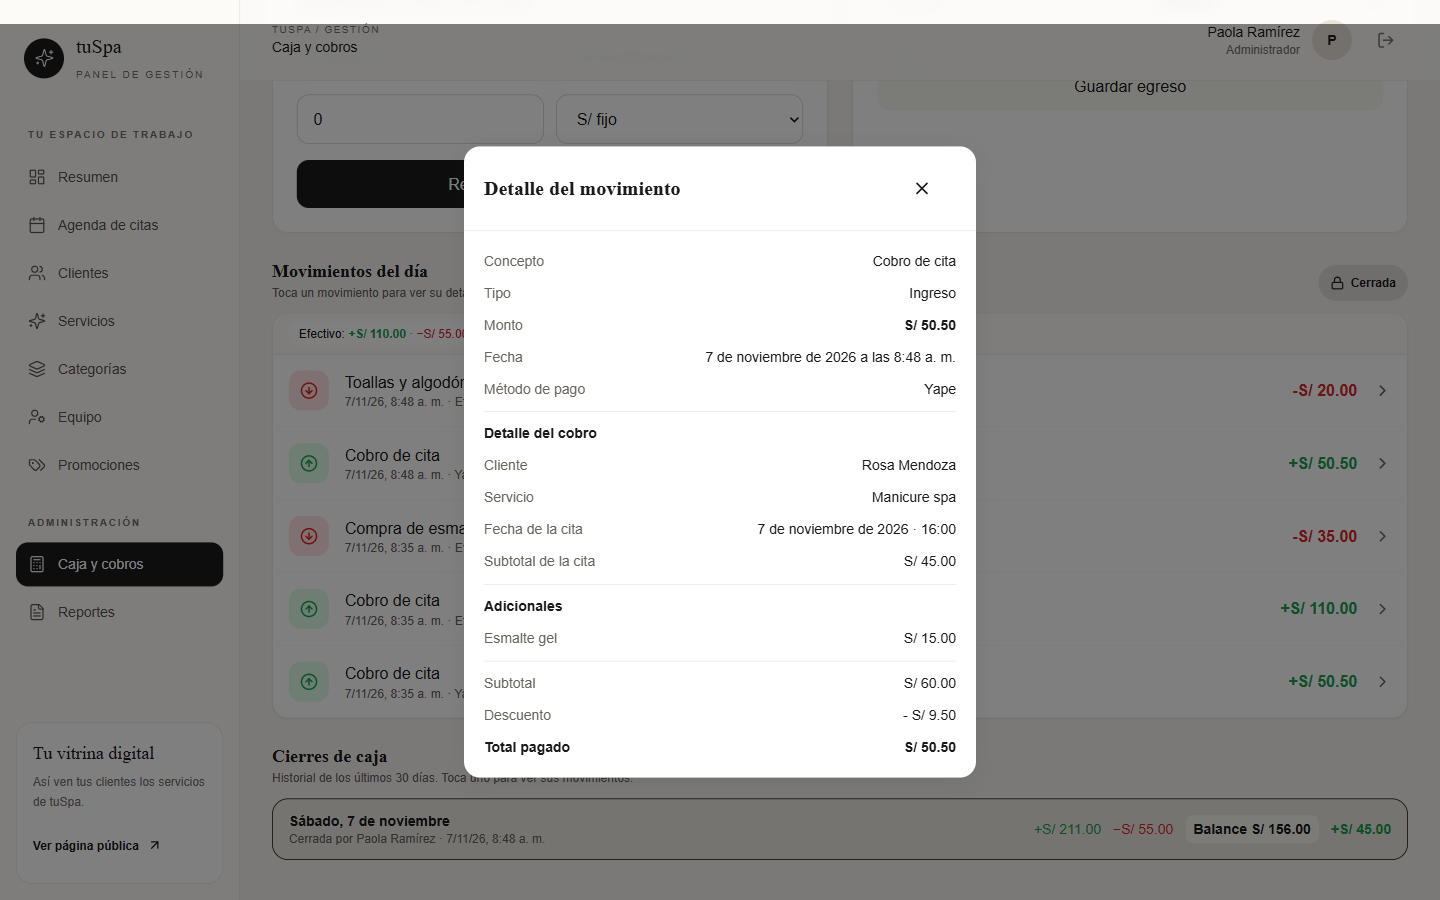 tuSpa
PANEL DE GESTIÓN
TUSPA / GESTIÓN
Caja y cobros
Paola Ramírez
Administrador
P
TU ESPACIO DE TRABAJO
Resumen
Agenda de citas
Clientes
Servicios
Categorías
Equipo
Promociones
ADMINISTRACIÓN
Caja y cobros
Reportes
Tu vitrina digital
Así ven tus clientes los servicios
de tuSpa.
Ver página pública
0
S/ fijo
Guardar egreso
Re
Movimientos del día
Toca un movimiento para ver su deta
Cerrada
Efectivo: +S/ 110.00 · −S/ 55.00
Toallas y algodón
7/11/26, 8:48 a. m. · E
-S/ 20.00
Cobro de cita
7/11/26, 8:48 a. m. · Ya
+S/ 50.50
Compra de esma
7/11/26, 8:35 a. m. · E
-S/ 35.00
Cobro de cita
7/11/26, 8:35 a. m. · E
+S/ 110.00
Cobro de cita
7/11/26, 8:35 a. m. · Ya
+S/ 50.50
Cierres de caja
Historial de los últimos 30 días. Toca uno para ver sus movimientos.
Sábado, 7 de noviembre
Cerrada por Paola Ramírez · 7/11/26, 8:48 a. m.
+S/ 211.00 −S/ 55.00 Balance S/ 156.00 +S/ 45.00
Detalle del movimiento
Concepto Cobro de cita
Tipo Ingreso
Monto S/ 50.50
Fecha 7 de noviembre de 2026 a las 8:48 a. m.
Método de pago Yape
Detalle del cobro
Cliente Rosa Mendoza
Servicio Manicure spa
Fecha de la cita 7 de noviembre de 2026 · 16:00
Subtotal de la cita S/ 45.00
Adicionales
Esmalte gel S/ 15.00
Subtotal S/ 60.00
Descuento - S/ 9.50
Total pagado S/ 50.50